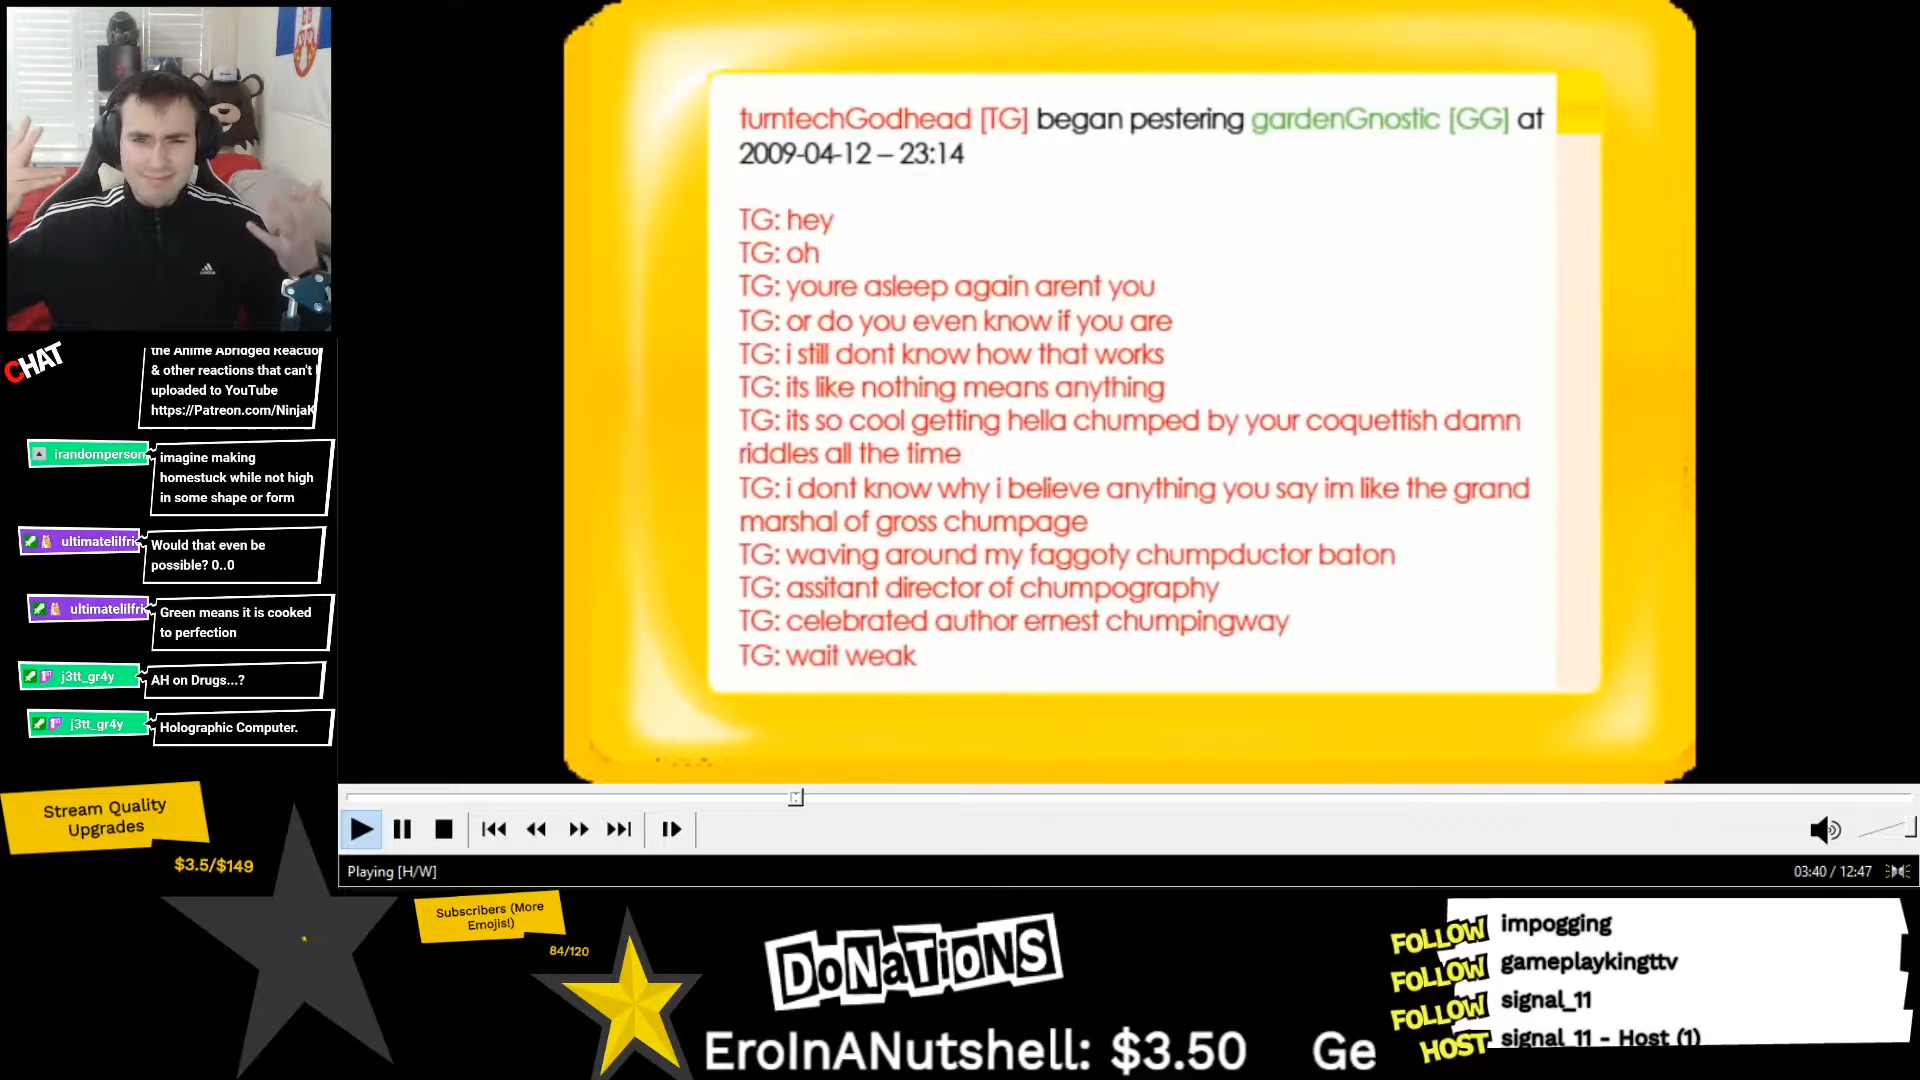 turntechGodhead [TG] began pestering gardenGnostic [GG] at
2009-04-12 – 23:14
TG: hey
TG: oh
TG: youre asleep again arent you
TG: or do you even know if you are
TG: i still dont know how that works
TG: its like nothing means anything
TG: its so cool getting hella chumped by your coquettish damn
riddles all the time
TG: i dont know why i believe anything you say im like the grand
marshal of gross chumpage
TG: waving around my faggoty chumpductor baton
TG: assitant director of chumpography
TG: celebrated author ernest chumpingway
TG: wait weak
CHAT
the Anime Abridged Reactio
& other reactions that can't
uploaded to YouTube
https://Patreon.com/NinjaK
irandomperson
imagine making
homestuck while not high
in some shape or form
ultimatelilfri
Would that even be
possible? 0..0
ultimatelilfri
Green means it is cooked
to perfection
j3tt_gr4y
AH on Drugs...?
j3tt_gr4y
Holographic Computer.
Stream Quality
Upgrades
$3.5/$149
Playing [H/W]
03:40 / 12:47
Subscribers (More
Emojis!)
84/120
DoNaTioNS
EroInANutshell: $3.50 Ge
FOLLOW impogging
FOLLOW gameplaykingttv
FOLLOW signal_11
HOST signal_11 - Host (1)